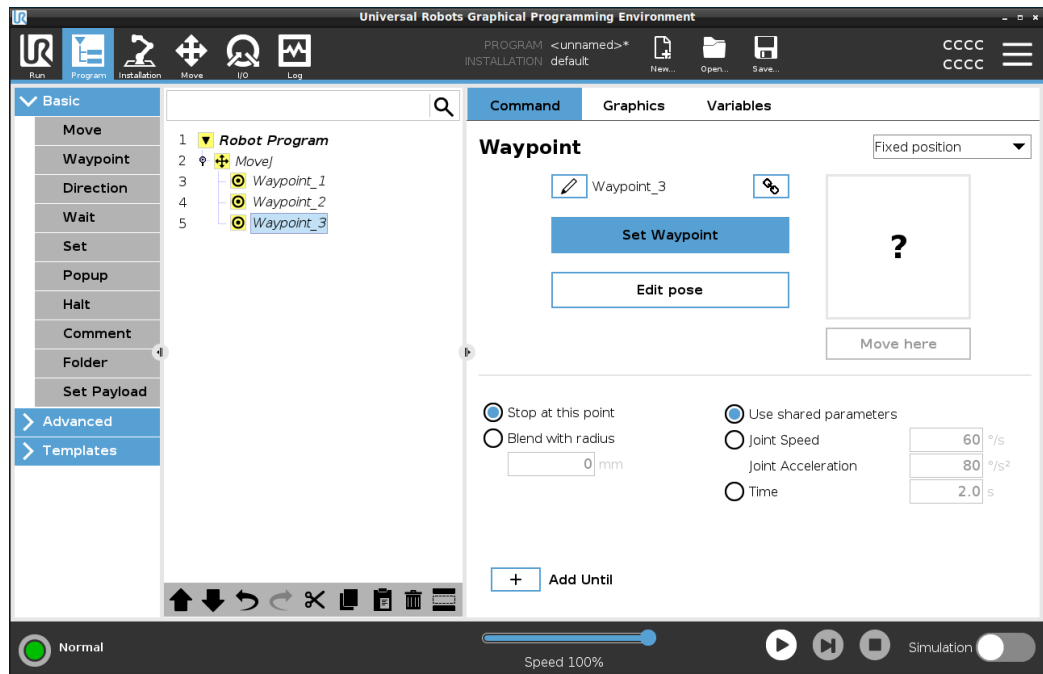 Universal Robots Graphical Programming Environment
UR
Run
Program
Installation
Move
I/O
Log
PROGRAM <unnamed>*
INSTALLATION default
New...
Open...
Save...
CCCC
CCCC
Basic
Move
Waypoint
Direction
Wait
Set
Popup
Halt
Comment
Folder
Set Payload
Advanced
Templates
1 Robot Program
2 MoveJ
3 Waypoint_1
4 Waypoint_2
5 Waypoint_3
Command Graphics Variables
Waypoint
Fixed position
Waypoint_3
Set Waypoint
Edit pose
?
Move here
Stop at this point
Blend with radius
0 mm
Use shared parameters
Joint Speed 60 °/s
Joint Acceleration 80 °/s²
Time 2.0 s
+ Add Until
Normal
Speed 100%
Simulation